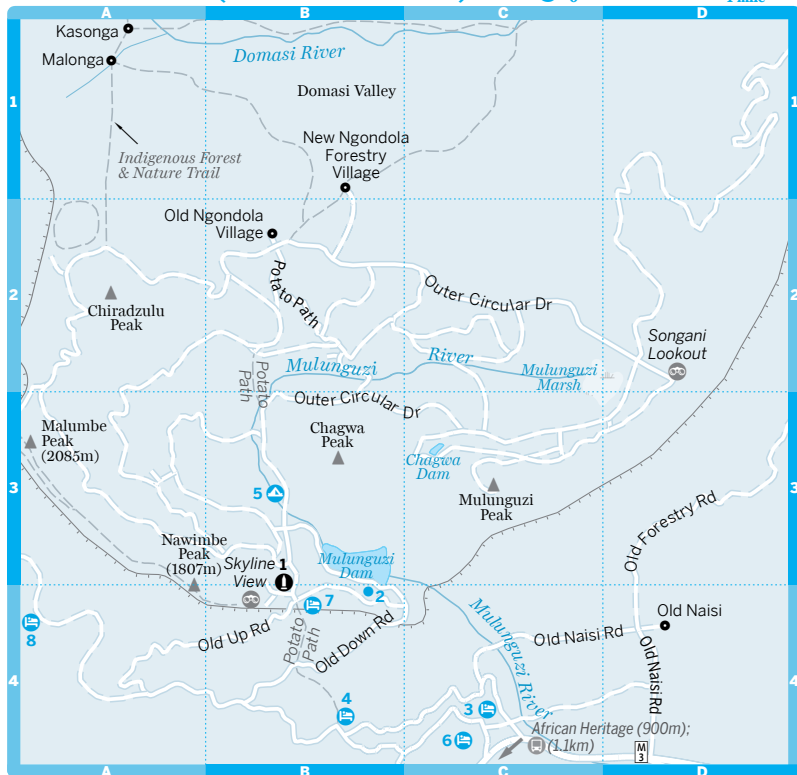 A
B
C
D
Kasonga
Malonga
Domasi River
Domasi Valley
1
1
New Ngondola
Forestry
Village
Indigenous Forest
& Nature Trail
Old Ngondola
Village
Potato Path
Outer Circular Dr
2
2
Chiradzulu
Peak
Songani
Lookout
Mulunguzi
River
Mulunguzi
Marsh
Potato
Path
Potato
Path
Outer Circular Dr
Malumbe
Peak
(2085m)
Chagwa
Peak
Chagwa
Dam
3
3
5
Mulunguzi
Peak
Old Forestry Rd
Nawimbe
Peak
(1807m)
Skyline
View
1
Mulunguzi
Dam
2
7
8
Old Up Rd
Potato
Path
Old Down Rd
Mulunguzi River
Old Naisi
Old Naisi Rd
Old Naisi Rd
4
4
4
3
6
African Heritage (900m);
(1.1km)
M
3
A
B
C
D